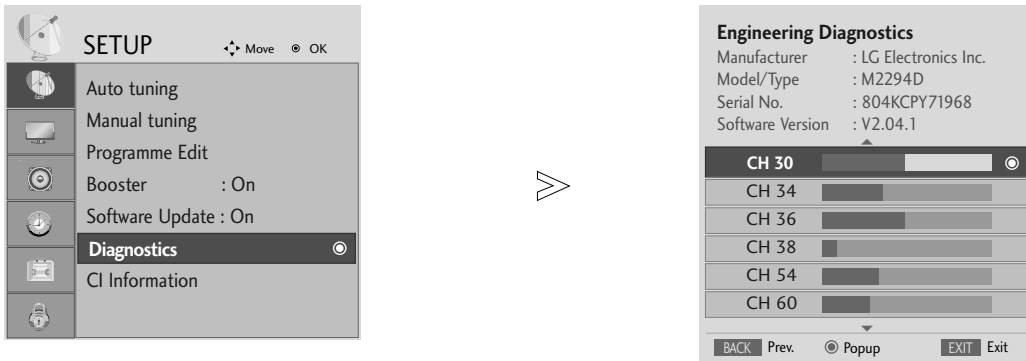 SETUP
Move OK
Auto tuning
Manual tuning
Programme Edit
Booster : On
Software Update : On
Diagnostics
CI Information
Engineering Diagnostics
Manufacturer : LG Electronics Inc.
Model/Type : M2294D
Serial No. : 804KCPY71968
Software Version : V2.04.1
CH 30
CH 34
CH 36
CH 38
CH 54
CH 60
BACK Prev. Popup EXIT Exit